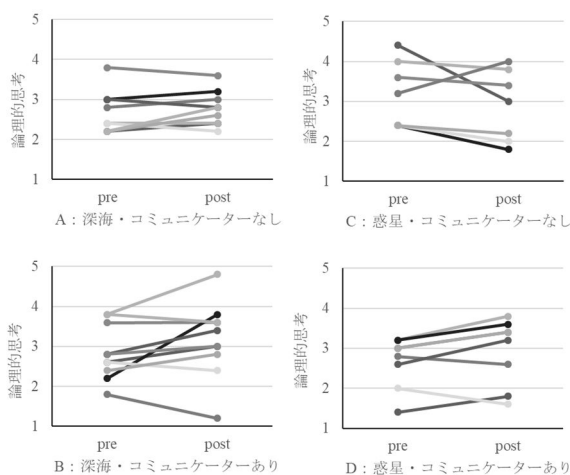 5
4
3
2
1
論理的思考
pre
post
A：深海・コミュニケーターなし
5
4
3
2
1
論理的思考
pre
post
C：惑星・コミュニケーターなし
5
4
3
2
1
論理的思考
pre
post
B：深海・コミュニケーターあり
5
4
3
2
1
論理的思考
pre
post
D：惑星・コミュニケーターあり